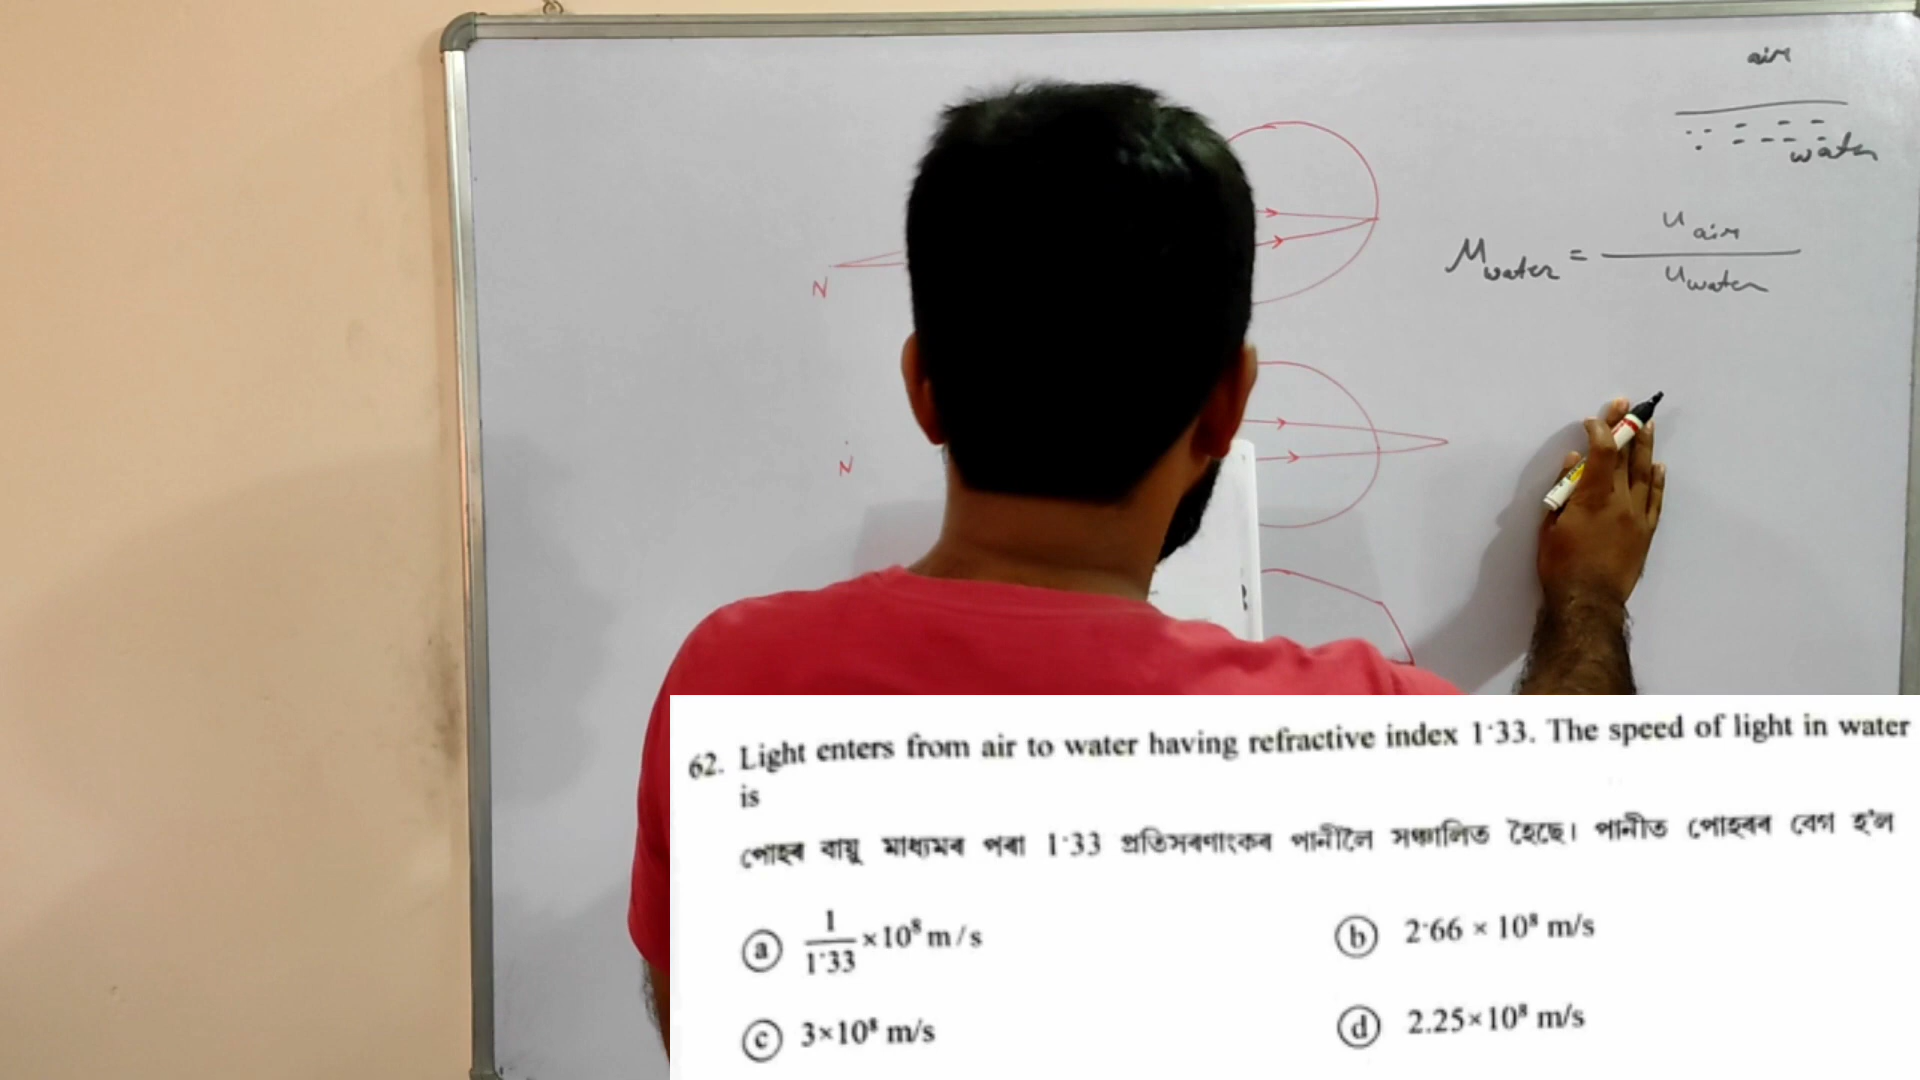 air
water
N
μwater = uair / uwater
N
62. Light enters from air to water having refractive index 1·33. The speed of light in water
is
পোহৰ বায়ু মাধ্যমৰ পৰা 1·33 প্ৰতিসৰণাংকৰ পানীলৈ সঞ্চালিত হৈছে। পানীত পোহৰৰ বেগ হ'ল
(a) 1/1·33 ×10⁸ m/s
(b) 2·66 × 10⁸ m/s
(c) 3×10⁸ m/s
(d) 2.25×10⁸ m/s